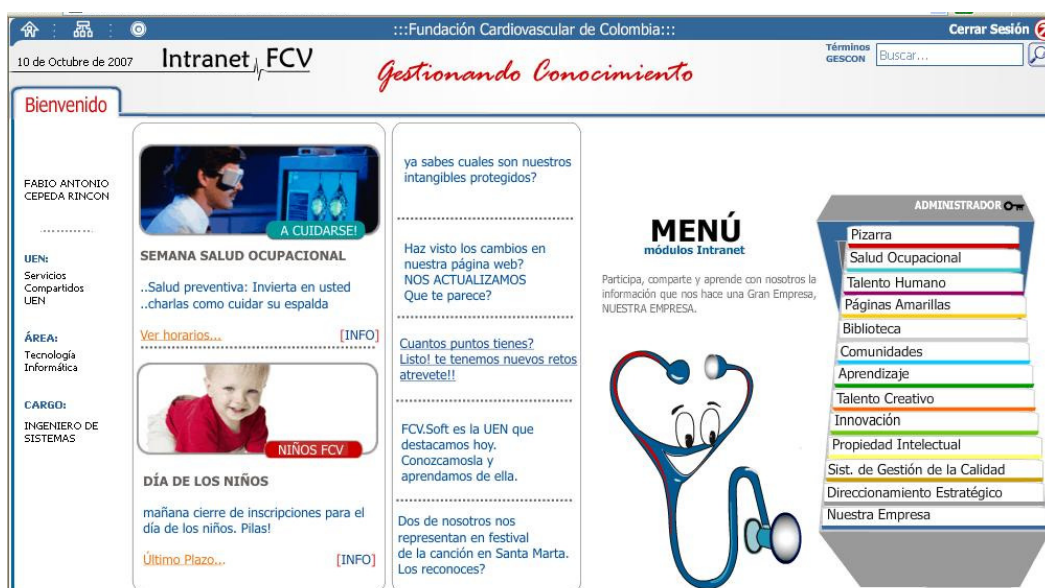 :::Fundación Cardiovascular de Colombia:::
Cerrar Sesión
10 de Octubre de 2007
Intranet FCV
Gestionando Conocimiento
Términos
GESCON
Buscar...
Bienvenido
FABIO ANTONIO
CEPEDA RINCON
UEN:
Servicios
Compartidos
UEN
ÁREA:
Tecnología
Informática
CARGO:
INGENIERO DE
SISTEMAS
A CUIDARSE!
SEMANA SALUD OCUPACIONAL
..Salud preventiva: Invierta en usted
..charlas como cuidar su espalda
Ver horarios... [INFO]
NIÑOS FCV
DÍA DE LOS NIÑOS
mañana cierre de inscripciones para el
día de los niños. Pilas!
Último Plazo... [INFO]
ya sabes cuales son nuestros
intangibles protegidos?
Haz visto los cambios en
nuestra página web?
NOS ACTUALIZAMOS
Que te parece?
Cuantos puntos tienes?
Listo! te tenemos nuevos retos
atrevete!!
FCV.Soft es la UEN que
destacamos hoy.
Conozcamosla y
aprendamos de ella.
Dos de nosotros nos
representan en festival
de la canción en Santa Marta.
Los reconoces?
MENÚ
módulos Intranet
Participa, comparte y aprende con nosotros la
información que nos hace una Gran Empresa,
NUESTRA EMPRESA.
ADMINISTRADOR
Pizarra
Salud Ocupacional
Talento Humano
Páginas Amarillas
Biblioteca
Comunidades
Aprendizaje
Talento Creativo
Innovación
Propiedad Intelectual
Sist. de Gestión de la Calidad
Direccionamiento Estratégico
Nuestra Empresa